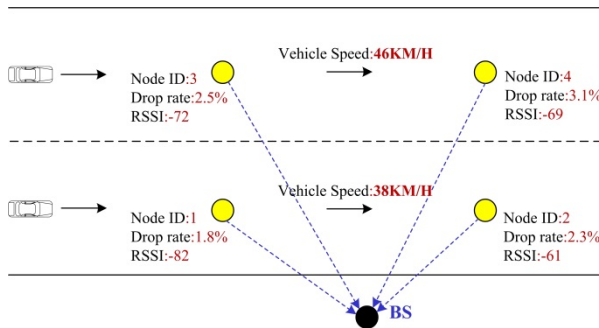 Vehicle Speed:46KM/H
Node ID:3
Drop rate:2.5%
RSSI:-72
Node ID:4
Drop rate:3.1%
RSSI:-69
Vehicle Speed:38KM/H
Node ID:1
Drop rate:1.8%
RSSI:-82
Node ID:2
Drop rate:2.3%
RSSI:-61
BS